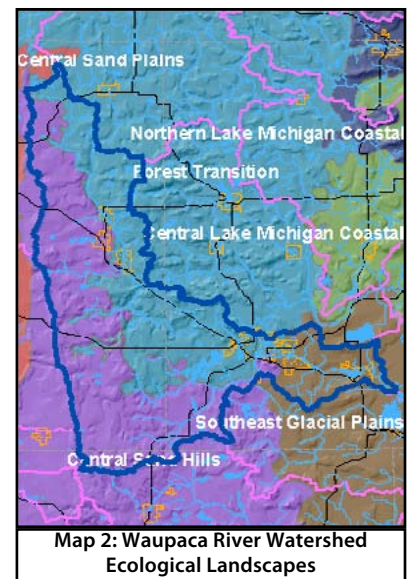 Central Sand Plains
Northern Lake Michigan Coastal
Forest Transition
Central Lake Michigan Coastal
Southeast Glacial Plains
Central Sand Hills
Map 2: Waupaca River Watershed
Ecological Landscapes